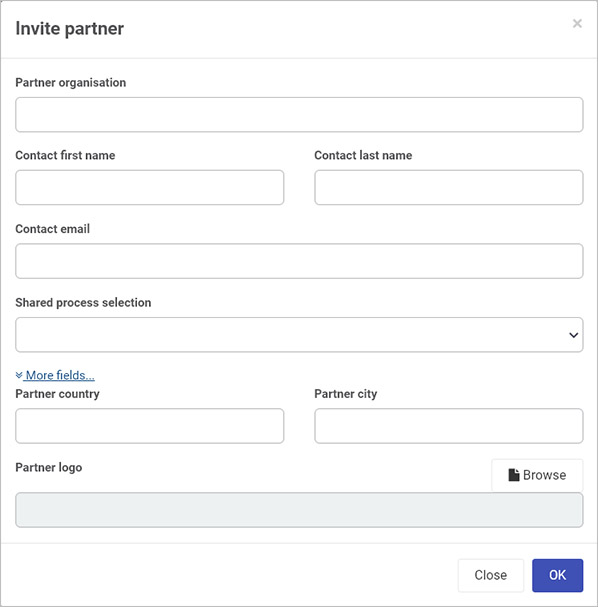 Invite partner
×
Partner organisation
Contact first name
Contact last name
Contact email
Shared process selection
More fields...
Partner country
Partner city
Partner logo
Browse
Close
OK